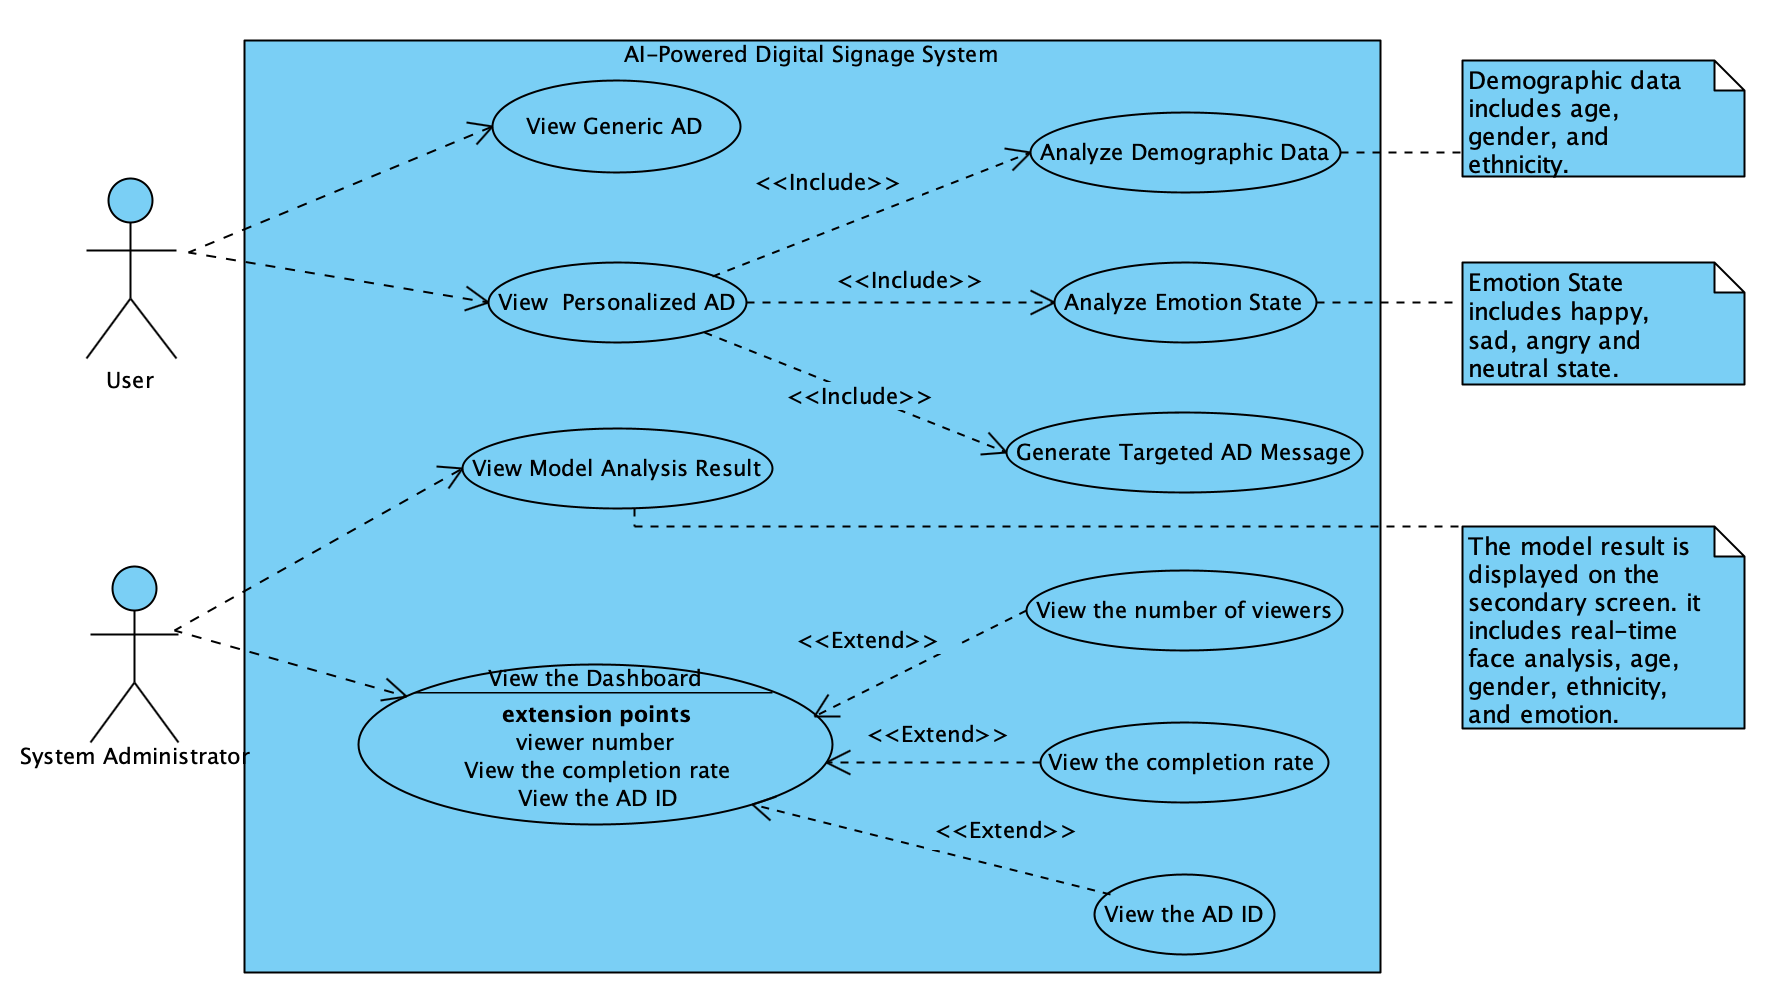 AI-Powered Digital Signage System
View Generic AD
Analyze Demographic Data
<<Include>>
Demographic data
includes age,
gender, and
ethnicity.
User
View  Personalized AD
<<Include>>
Analyze Emotion State
Emotion State
includes happy,
sad, angry and
neutral state.
<<Include>>
Generate Targeted AD Message
View Model Analysis Result
The model result is
displayed on the
secondary screen. it
includes real-time
face analysis, age,
gender, ethnicity,
and emotion.
System Administrator
View the Dashboard
extension points
viewer number
View the completion rate
View the AD ID
<<Extend>>
View the number of viewers
<<Extend>>
View the completion rate
<<Extend>>
View the AD ID